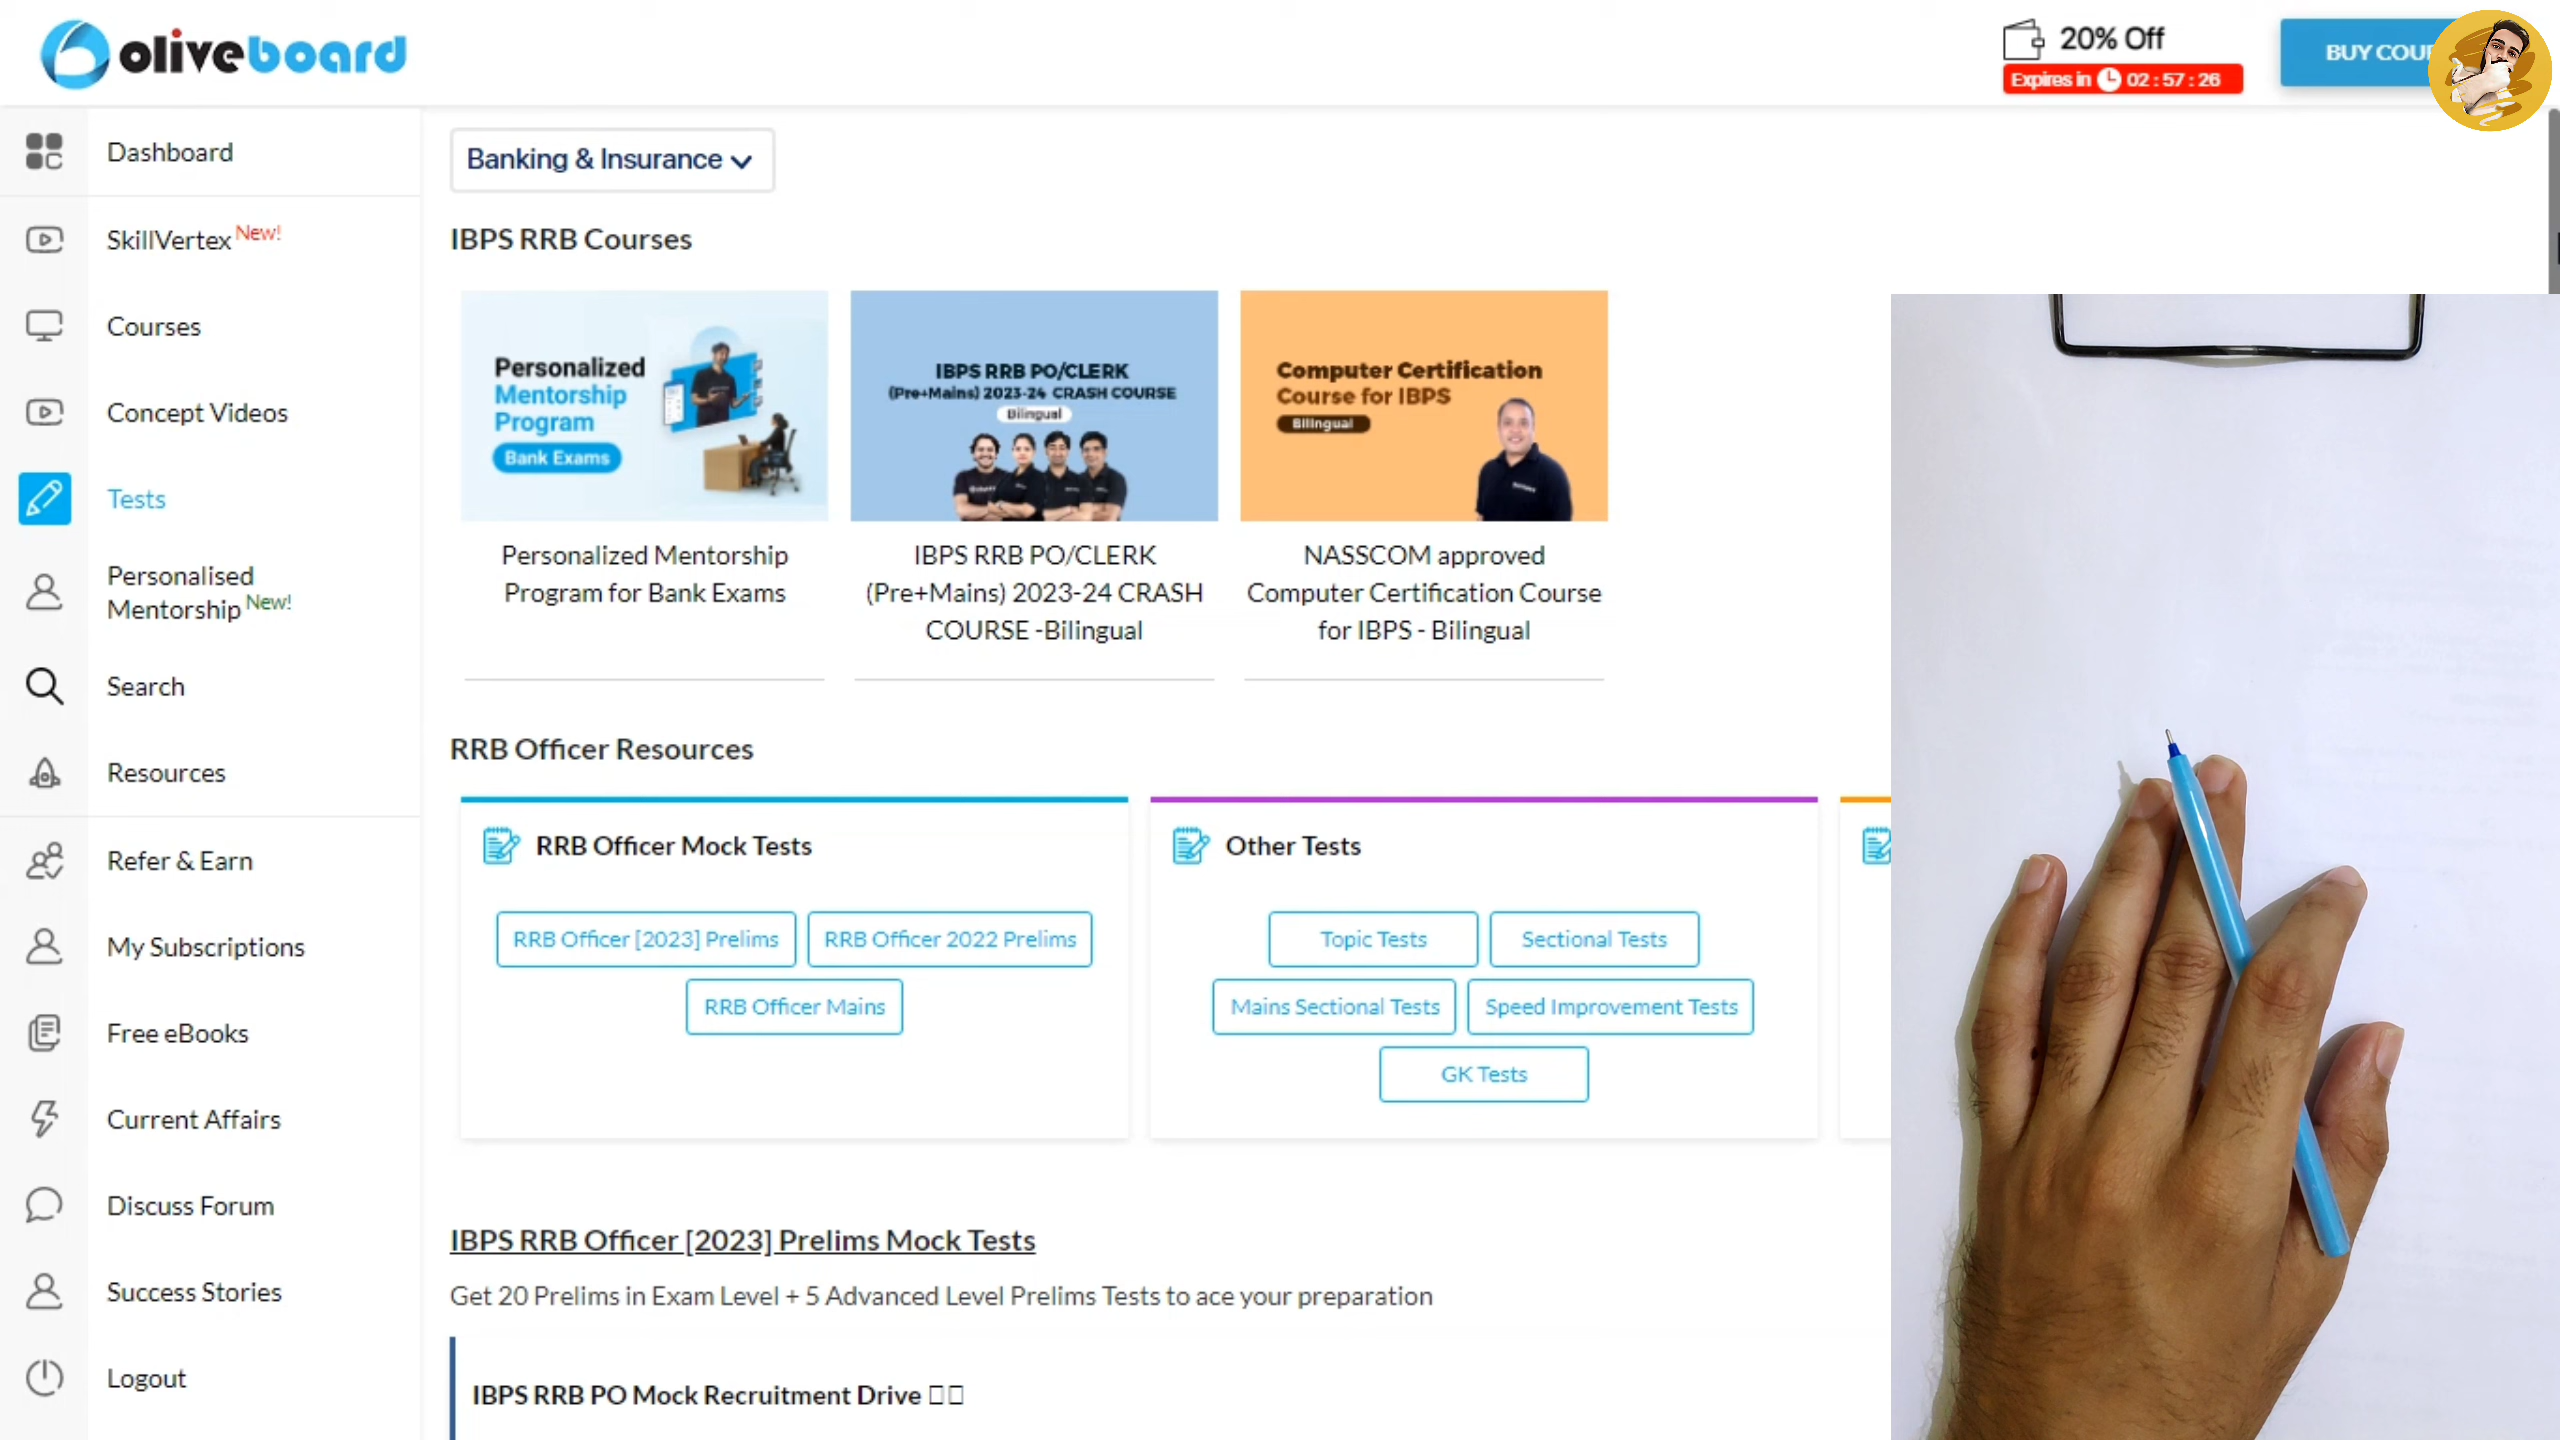 oliveboard
20% Off
Expires in 02 : 57 : 26
BUY COU
Dashboard
SkillVertex New!
Courses
Concept Videos
Tests
Personalised
Mentorship New!
Search
Resources
Refer & Earn
My Subscriptions
Free eBooks
Current Affairs
Discuss Forum
Success Stories
Logout
Banking & Insurance
IBPS RRB Courses
Personalized
Mentorship
Program
Bank Exams
IBPS RRB PO/CLERK
(Pre+Mains) 2023-24 CRASH COURSE
Bilingual
Computer Certification
Course for IBPS
Bilingual
Personalized Mentorship
Program for Bank Exams
IBPS RRB PO/CLERK
(Pre+Mains) 2023-24 CRASH
COURSE -Bilingual
NASSCOM approved
Computer Certification Course
for IBPS - Bilingual
RRB Officer Resources
RRB Officer Mock Tests
RRB Officer [2023] Prelims
RRB Officer 2022 Prelims
RRB Officer Mains
Other Tests
Topic Tests
Sectional Tests
Mains Sectional Tests
Speed Improvement Tests
GK Tests
IBPS RRB Officer [2023] Prelims Mock Tests
Get 20 Prelims in Exam Level + 5 Advanced Level Prelims Tests to ace your preparation
IBPS RRB PO Mock Recruitment Drive